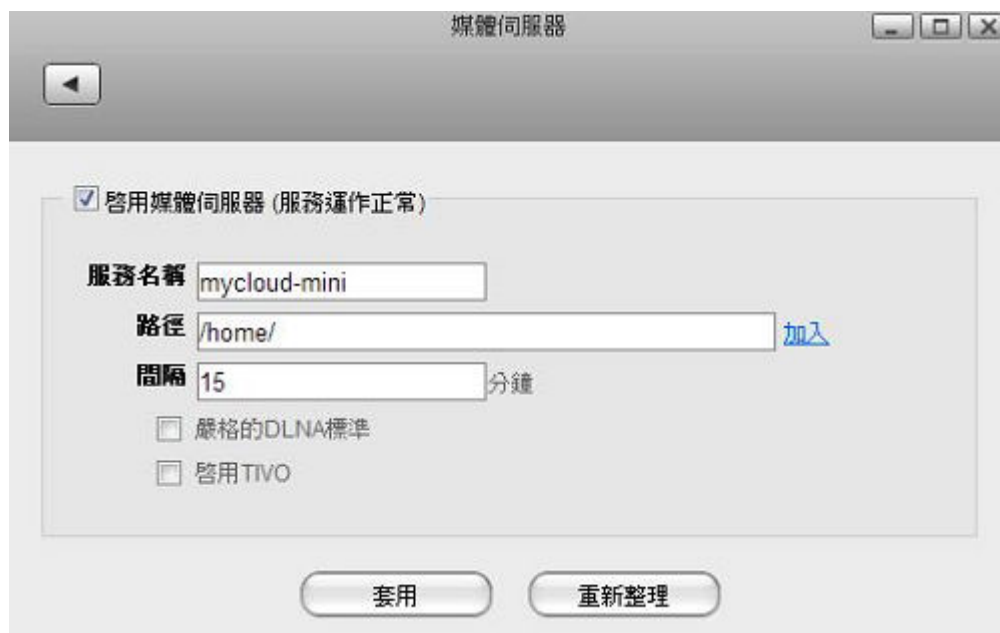 媒體伺服器
啓用媒體伺服器 (服務運作正常)
服務名稱 mycloud-mini
路徑 /home/ 加入
間隔 15 分鐘
嚴格的DLNA標準
啓用TIVO
套用 重新整理